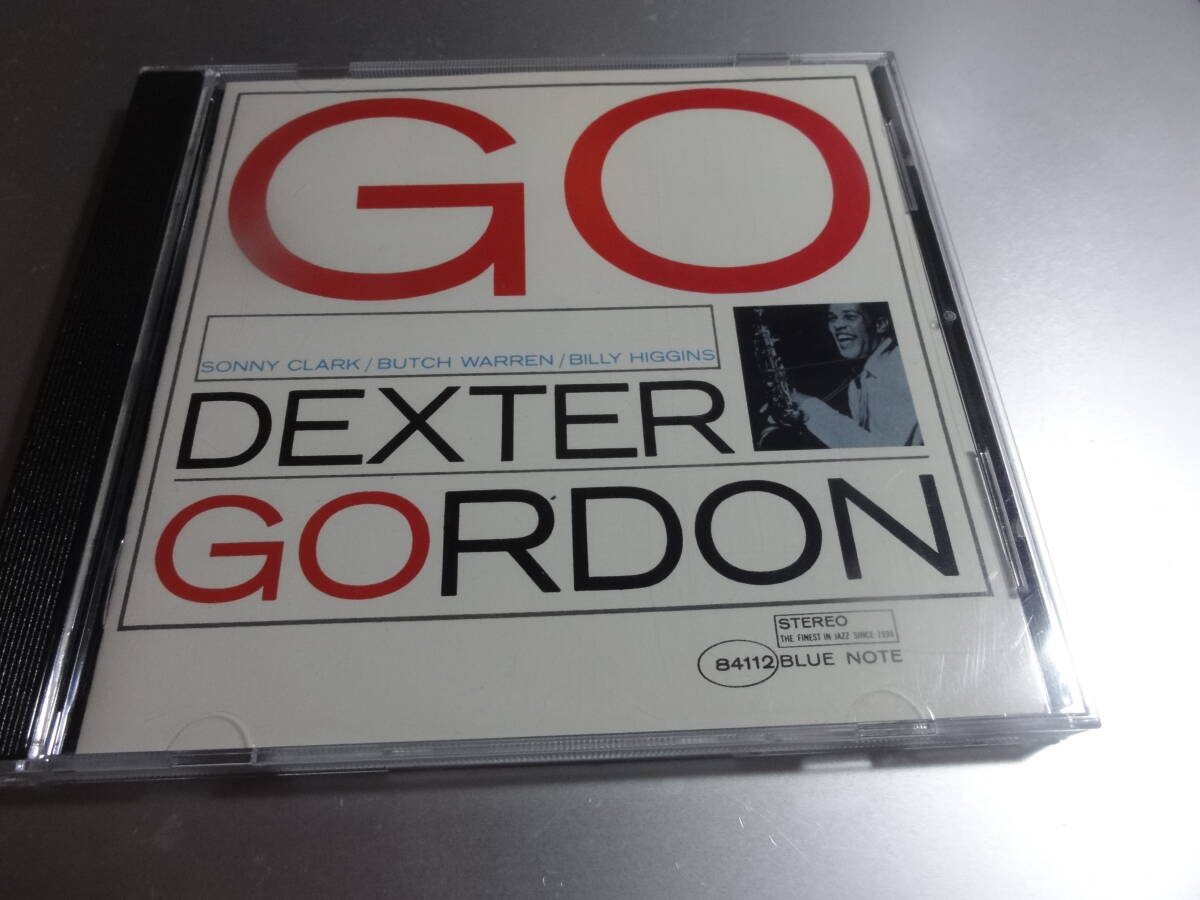 GO
SONNY CLARK/BUTCH WARREN/BILLY HIGGINS
DEXTER
GORDON
STEREO
THE FINEST IN JAZZ SINCE 1939
84112 BLUE NOTE